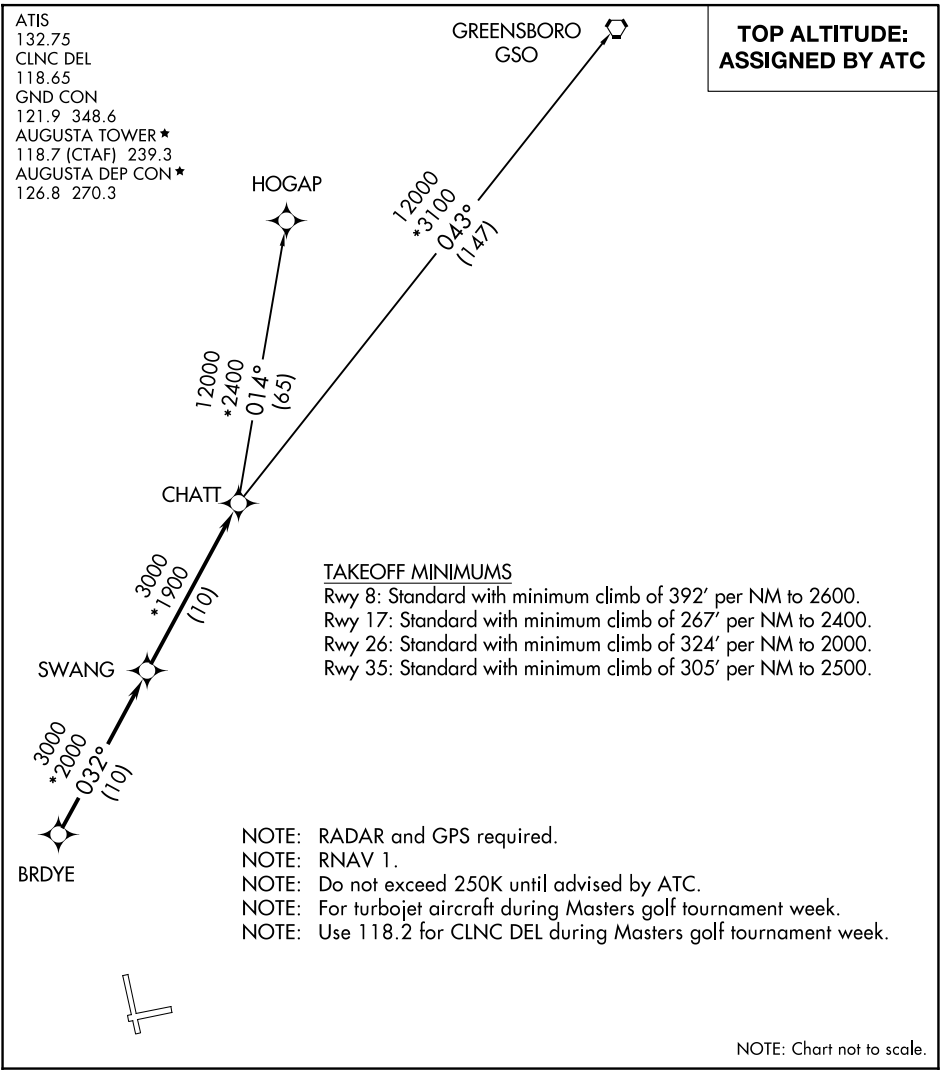 ATIS
132.75
CLNC DEL
118.65
GND CON
121.9 348.6
AUGUSTA TOWER★
118.7 (CTAF) 239.3
AUGUSTA DEP CON★
126.8 270.3
GREENSBORO
GSO
TOP ALTITUDE:
ASSIGNED BY ATC
HOGAP
12000
*3100
043°
(147)
12000
*2400
014°
(65)
CHATT
3000
*1900
(10)
TAKEOFF MINIMUMS
Rwy 8: Standard with minimum climb of 392' per NM to 2600.
Rwy 17: Standard with minimum climb of 267' per NM to 2400.
Rwy 26: Standard with minimum climb of 324' per NM to 2000.
Rwy 35: Standard with minimum climb of 305' per NM to 2500.
SWANG
3000
*2000
032°
(10)
BRDYE
NOTE: RADAR and GPS required.
NOTE: RNAV 1.
NOTE: Do not exceed 250K until advised by ATC.
NOTE: For turbojet aircraft during Masters golf tournament week.
NOTE: Use 118.2 for CLNC DEL during Masters golf tournament week.
NOTE: Chart not to scale.